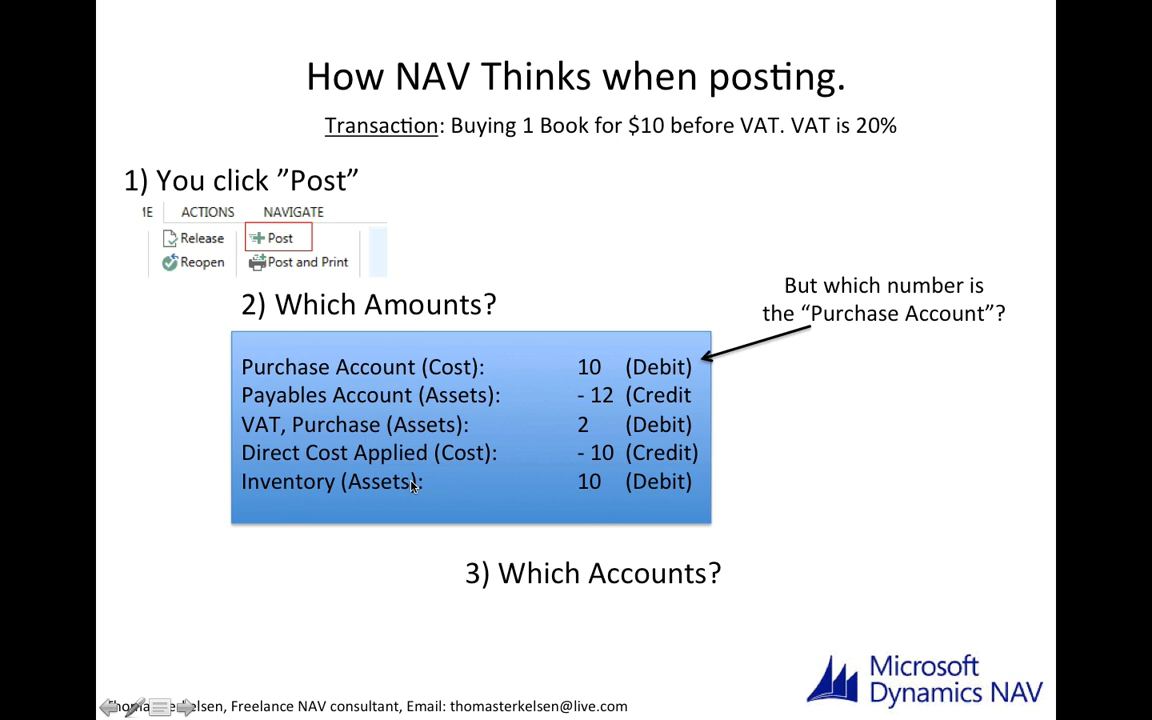 How NAV Thinks when posting.
Transaction: Buying 1 Book for $10 before VAT. VAT is 20%
1) You click ”Post”
1E ACTIONS NAVIGATE
Release Post
Reopen Post and Print
2) Which Amounts?
But which number is
the “Purchase Account”?
Purchase Account (Cost): 10 (Debit)
Payables Account (Assets): - 12 (Credit
VAT, Purchase (Assets): 2 (Debit)
Direct Cost Applied (Cost): - 10 (Credit)
Inventory (Assets): 10 (Debit)
3) Which Accounts?
Microsoft
Dynamics NAV
Freelance NAV consultant, Email: thomasterkelsen@live.com